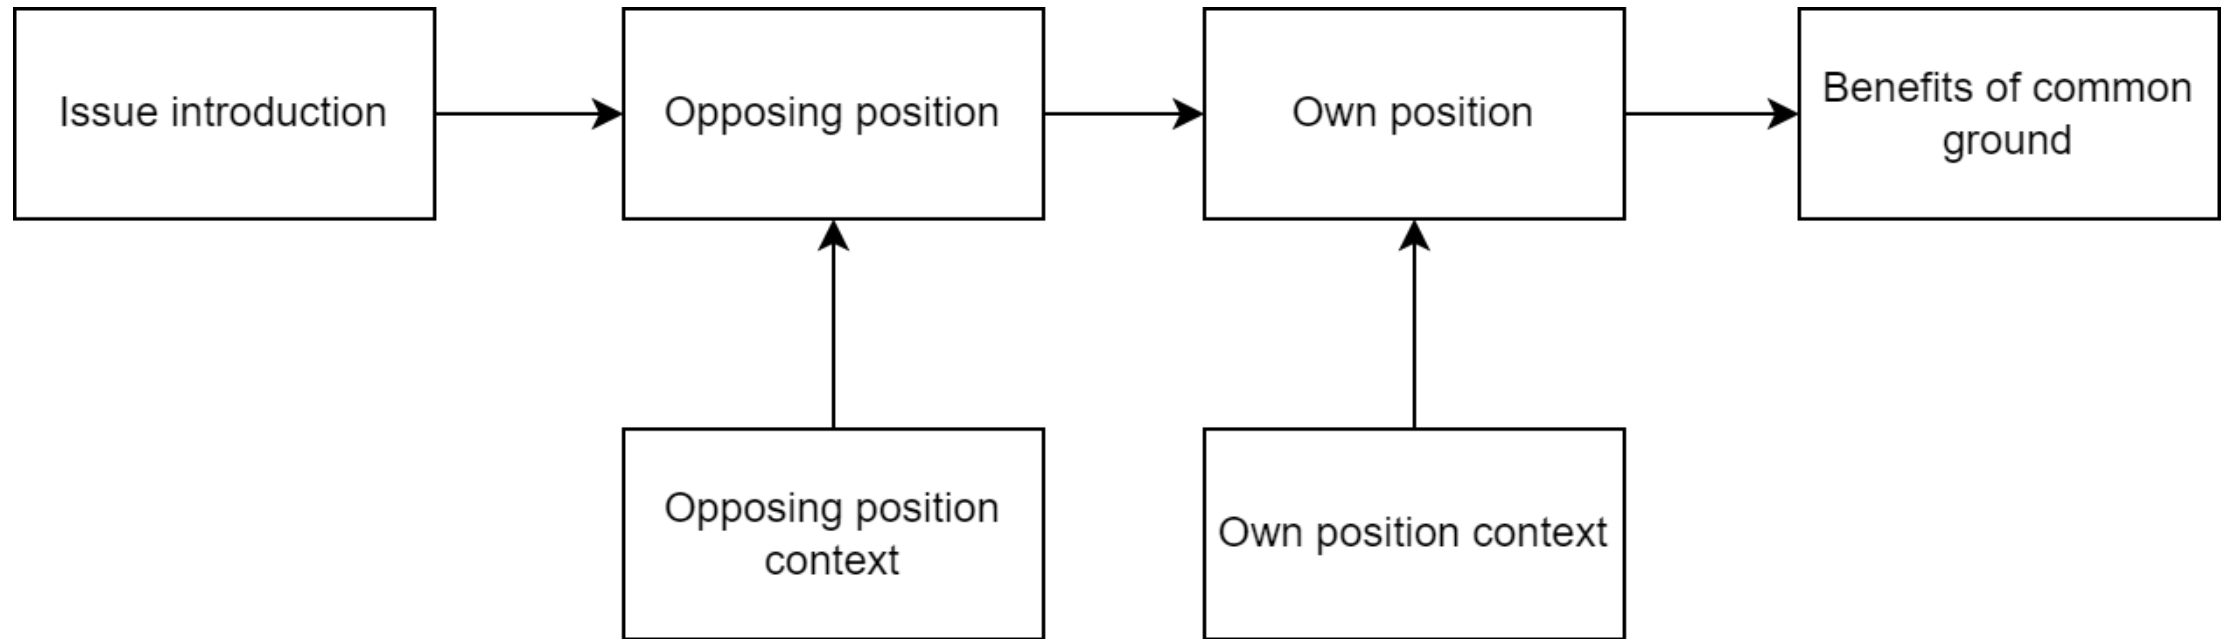 Issue introduction
Opposing position
Own position
Benefits of common
ground
Opposing position
context
Own position context